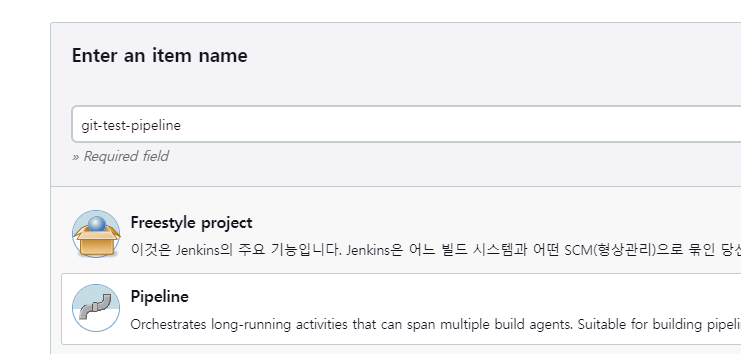 Enter an item name
git-test-pipeline
» Required field
Freestyle project
이것은 Jenkins의 주요 기능입니다. Jenkins은 어느 빌드 시스템과 어떤 SCM(형상관리)으로 묶인 당신
Pipeline
Orchestrates long-running activities that can span multiple build agents. Suitable for building pipeli